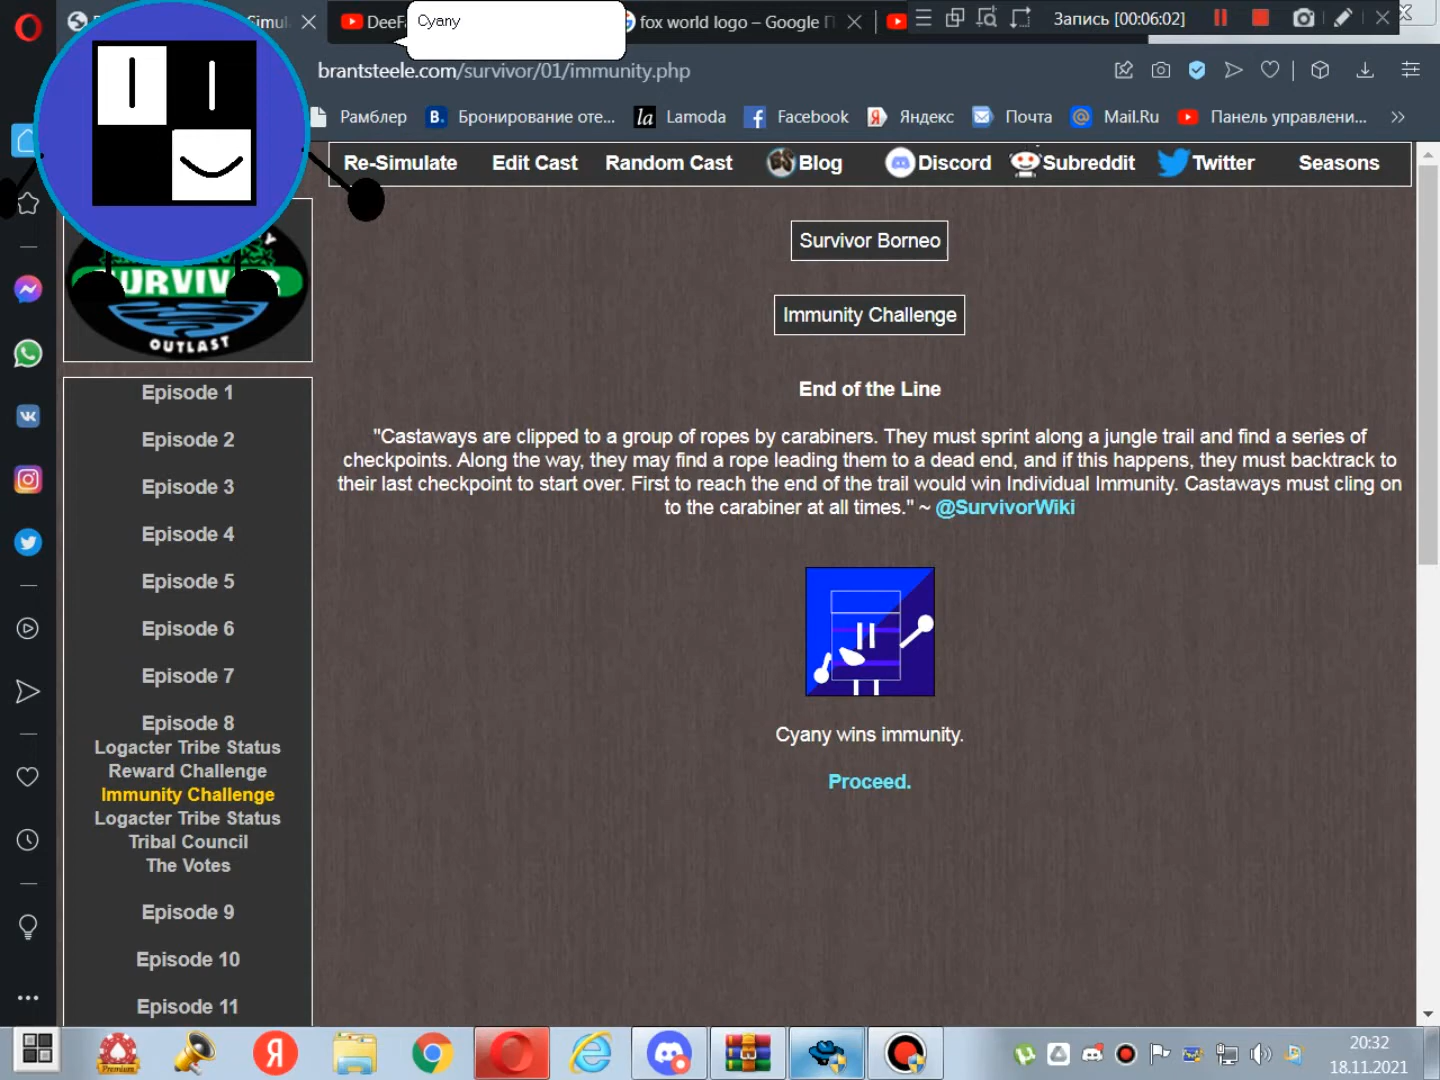 Simul
DeeF
Cyany
fox world logo – Google П
Запись [00:06:02]
brantsteele.com/survivor/01/immunity.php
Рамблер
B. Бронирование оте...
la Lamoda
Facebook
Я Яндекс
Почта
@ Mail.Ru
Панель управлени...
Re-Simulate
Edit Cast
Random Cast
Blog
Discord
Subreddit
Twitter
Seasons
SURVIVOR
OUTLAST
Survivor Borneo
Immunity Challenge
End of the Line
"Castaways are clipped to a group of ropes by carabiners. They must sprint along a jungle trail and find a series of
checkpoints. Along the way, they may find a rope leading them to a dead end, and if this happens, they must backtrack to
their last checkpoint to start over. First to reach the end of the trail would win Individual Immunity. Castaways must cling on
to the carabiner at all times." ~ @SurvivorWiki
Cyany wins immunity.
Proceed.
Episode 1
Episode 2
Episode 3
Episode 4
Episode 5
Episode 6
Episode 7
Episode 8
Logacter Tribe Status
Reward Challenge
Immunity Challenge
Logacter Tribe Status
Tribal Council
The Votes
Episode 9
Episode 10
Episode 11
Premium
Я
20:32
18.11.2021